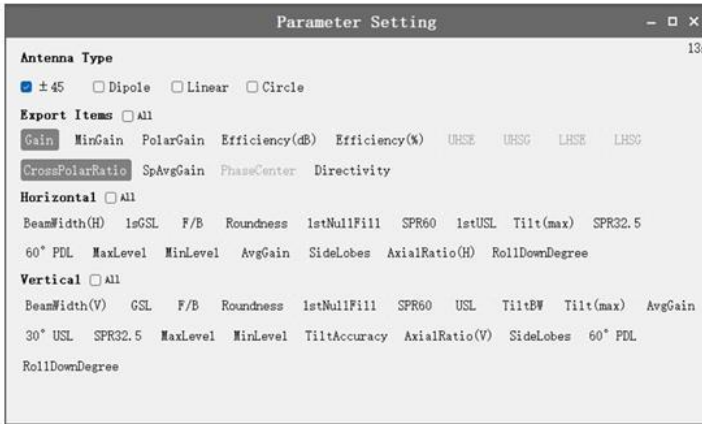 Parameter Setting
Antenna Type
±45 Dipole Linear Circle
Export Items All
Gain MinGain PolarGain Efficiency(dB) Efficiency(%) UHSE UHSG LHSE LHSG
CrossPolarRatio SpAvgGain PhaseCenter Directivity
Horizontal All
BeamWidth(H) 1sGSL F/B Roundness 1stNullFill SPR60 1stUSL Tilt(max) SPR32.5
60° PDL MaxLevel MinLevel AvgGain SideLobes AxialRatio(H) RollDownDegree
Vertical All
BeamWidth(V) GSL F/B Roundness 1stNullFill SPR60 USL TiltBW Tilt(max) AvgGain
30° USL SPR32.5 MaxLevel MinLevel TiltAccuracy AxialRatio(V) SideLobes 60° PDL
RollDownDegree